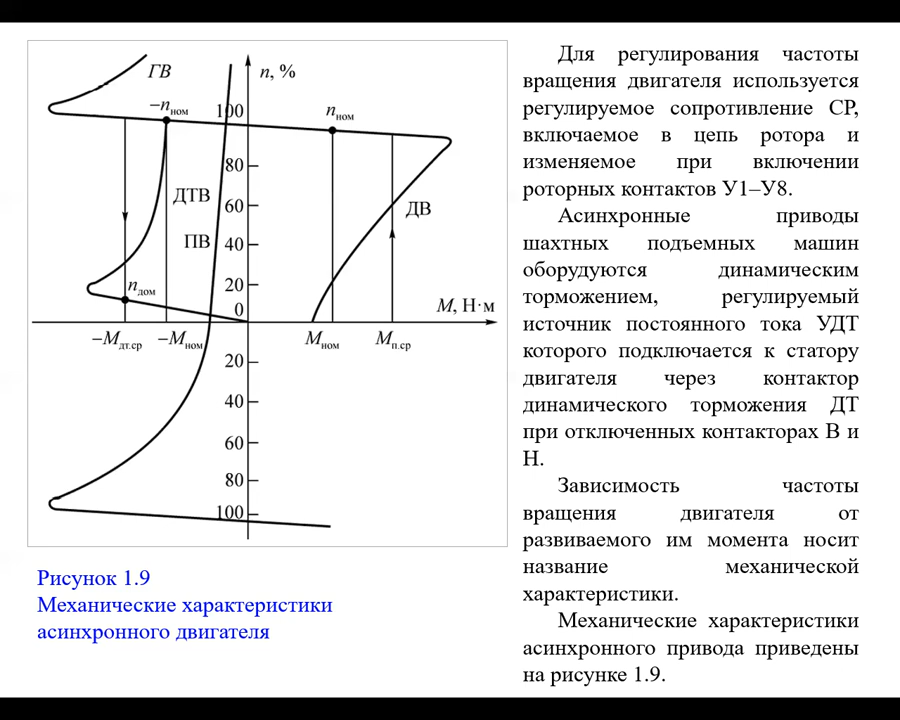 ГВ
n, %
−nном
100
nном
80
ДТВ
60
ДВ
ПВ
40
nдом
20
0
M, Н·м
−Mдт.ср
−Mном
Mном
Mп.ср
20
40
60
80
100
Рисунок 1.9
Механические характеристики
асинхронного двигателя
Для регулирования частоты
вращения двигателя используется
регулируемое сопротивление СР,
включаемое в цепь ротора и
изменяемое при включении
роторных контактов У1–У8.
Асинхронные приводы
шахтных подъемных машин
оборудуются динамическим
торможением, регулируемый
источник постоянного тока УДТ
которого подключается к статору
двигателя через контактор
динамического торможения ДТ
при отключенных контакторах В и
Н.
Зависимость частоты
вращения двигателя от
развиваемого им момента носит
название механической
характеристики.
Механические характеристики
асинхронного привода приведены
на рисунке 1.9.